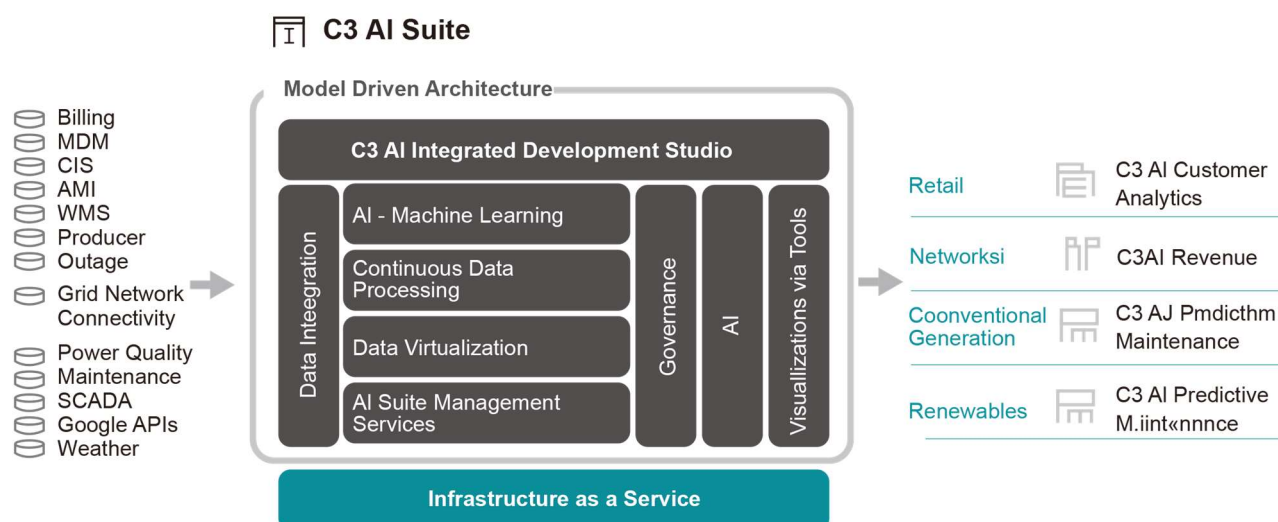 C3 AI Suite
Model Driven Architecture
Billing
MDM
CIS
AMI
WMS
Producer
Outage
Grid Network
Connectivity
Power Quality
Maintenance
SCADA
Google APIs
Weather
C3 AI Integrated Development Studio
Data Inteegration
AI - Machine Learning
Continuous Data
Processing
Data Virtualization
AI Suite Management
Services
Governance
AI
Visuallizations via Tools
Infrastructure as a Service
Retail
C3 AI Customer
Analytics
Networksi
C3AI Revenue
Coonventional
Generation
C3 AJ Pmdicthm
Maintenance
Renewables
C3 AI Predictive
M.iint«nnnce